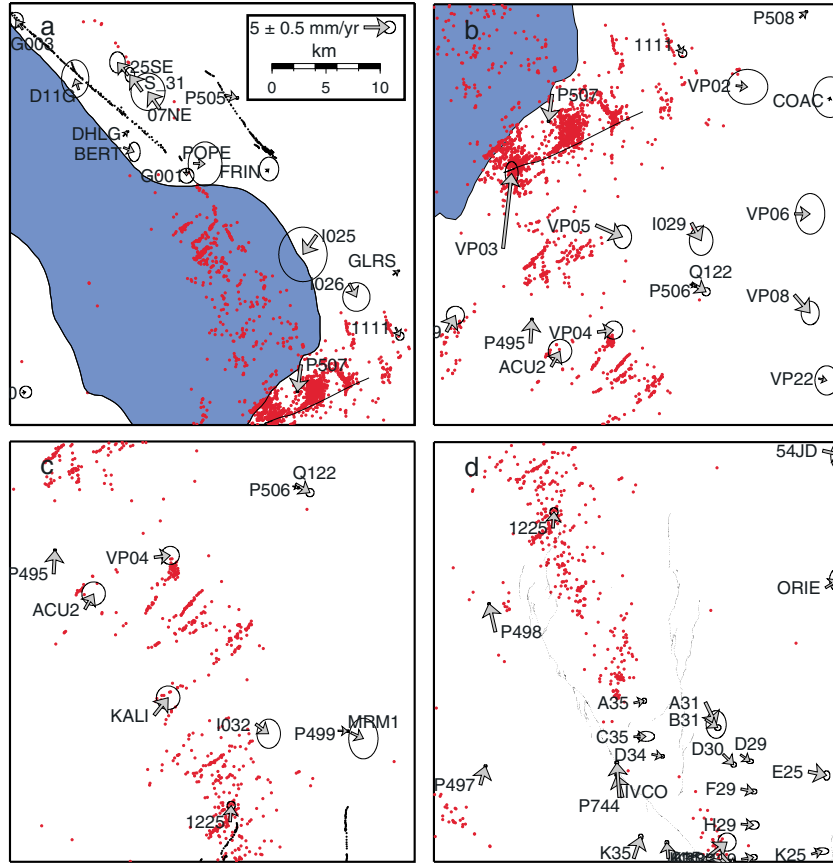 a
5 ± 0.5 mm/yr
km
0 5 10
G003
25SE
S 31
D11G
07NE
P505
DHLG
BERT
POPE
G001
FRIN
I025
GLRS
I026
1111
P507
b
P508
1111
VP02
P507
COAC
VP06
VP05
I029
VP03
Q122
P506
VP08
9
P495
VP04
ACU2
VP22
c
Q122
P506
P495
VP04
ACU2
KALI
I032
P499
MRM1
1225
d
54JD
1225
ORIE
P498
A35
A31
B31
C35
D34
D30
D29
P497
IVCO
E25
P744
F29
H29
K35
K25